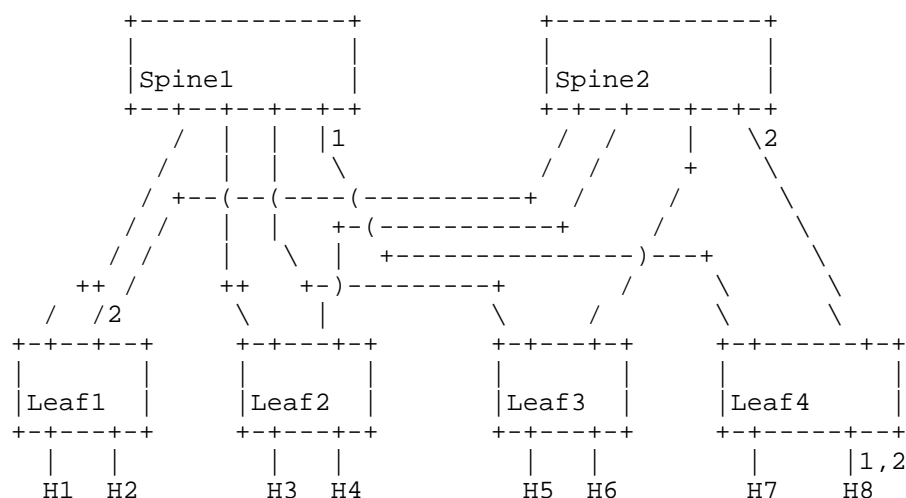 Spine1 Spine2
1 2
2
Leaf1 Leaf2 Leaf3 Leaf4
1,2
H1 H2 H3 H4 H5 H6 H7 H8